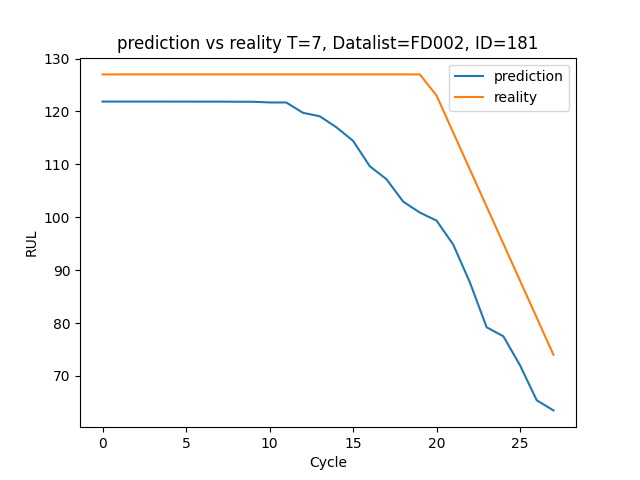 prediction vs reality T=7, Datalist=FD002, ID=181
prediction
reality
RUL
130
120
110
100
90
80
70
0 5 10 15 20 25
Cycle